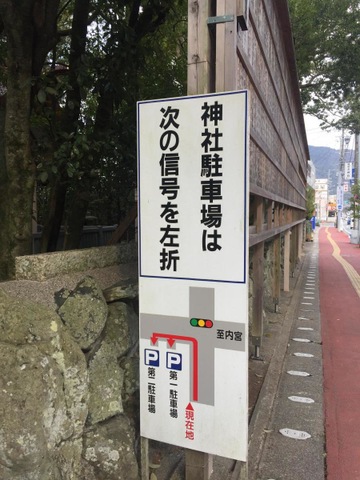 神社駐車場は
次の信号を左折
至内宮
P
P
第一駐車場
第二駐車場
▲現在地